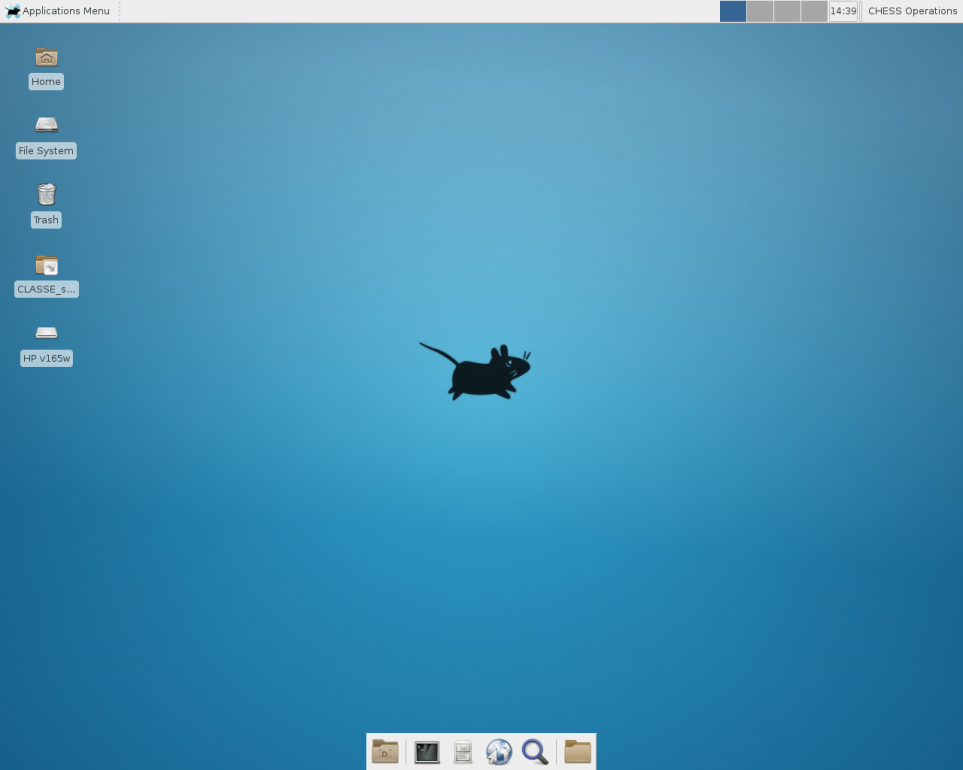 Applications Menu
14:39
CHESS Operations
Home
File System
Trash
CLASSE_s...
HP v165w